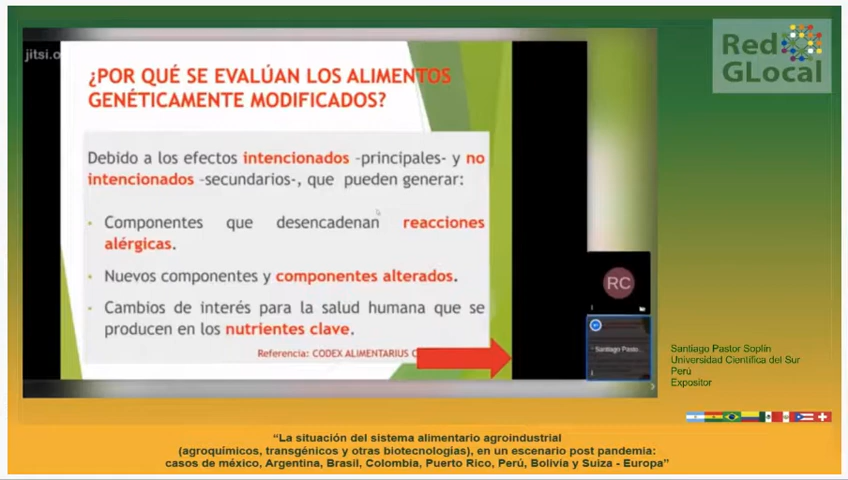 jitsi.o
Red
GLocal
¿POR QUÉ SE EVALÚAN LOS ALIMENTOS
GENÉTICAMENTE MODIFICADOS?
Debido a los efectos intencionados -principales- y no
intencionados -secundarios-, que pueden generar:
• Componentes que desencadenan reacciones
alérgicas.
• Nuevos componentes y componentes alterados.
• Cambios de interés para la salud humana que se
producen en los nutrientes clave.
Referencia: CODEX ALIMENTARIUS C
RC
Santiago Pasto...
Santiago Pastor Soplín
Universidad Científica del Sur
Perú
Expositor
“La situación del sistema alimentario agroindustrial
(agroquímicos, transgénicos y otras biotecnologías), en un escenario post pandemia:
casos de méxico, Argentina, Brasil, Colombia, Puerto Rico, Perú, Bolivia y Suiza - Europa”